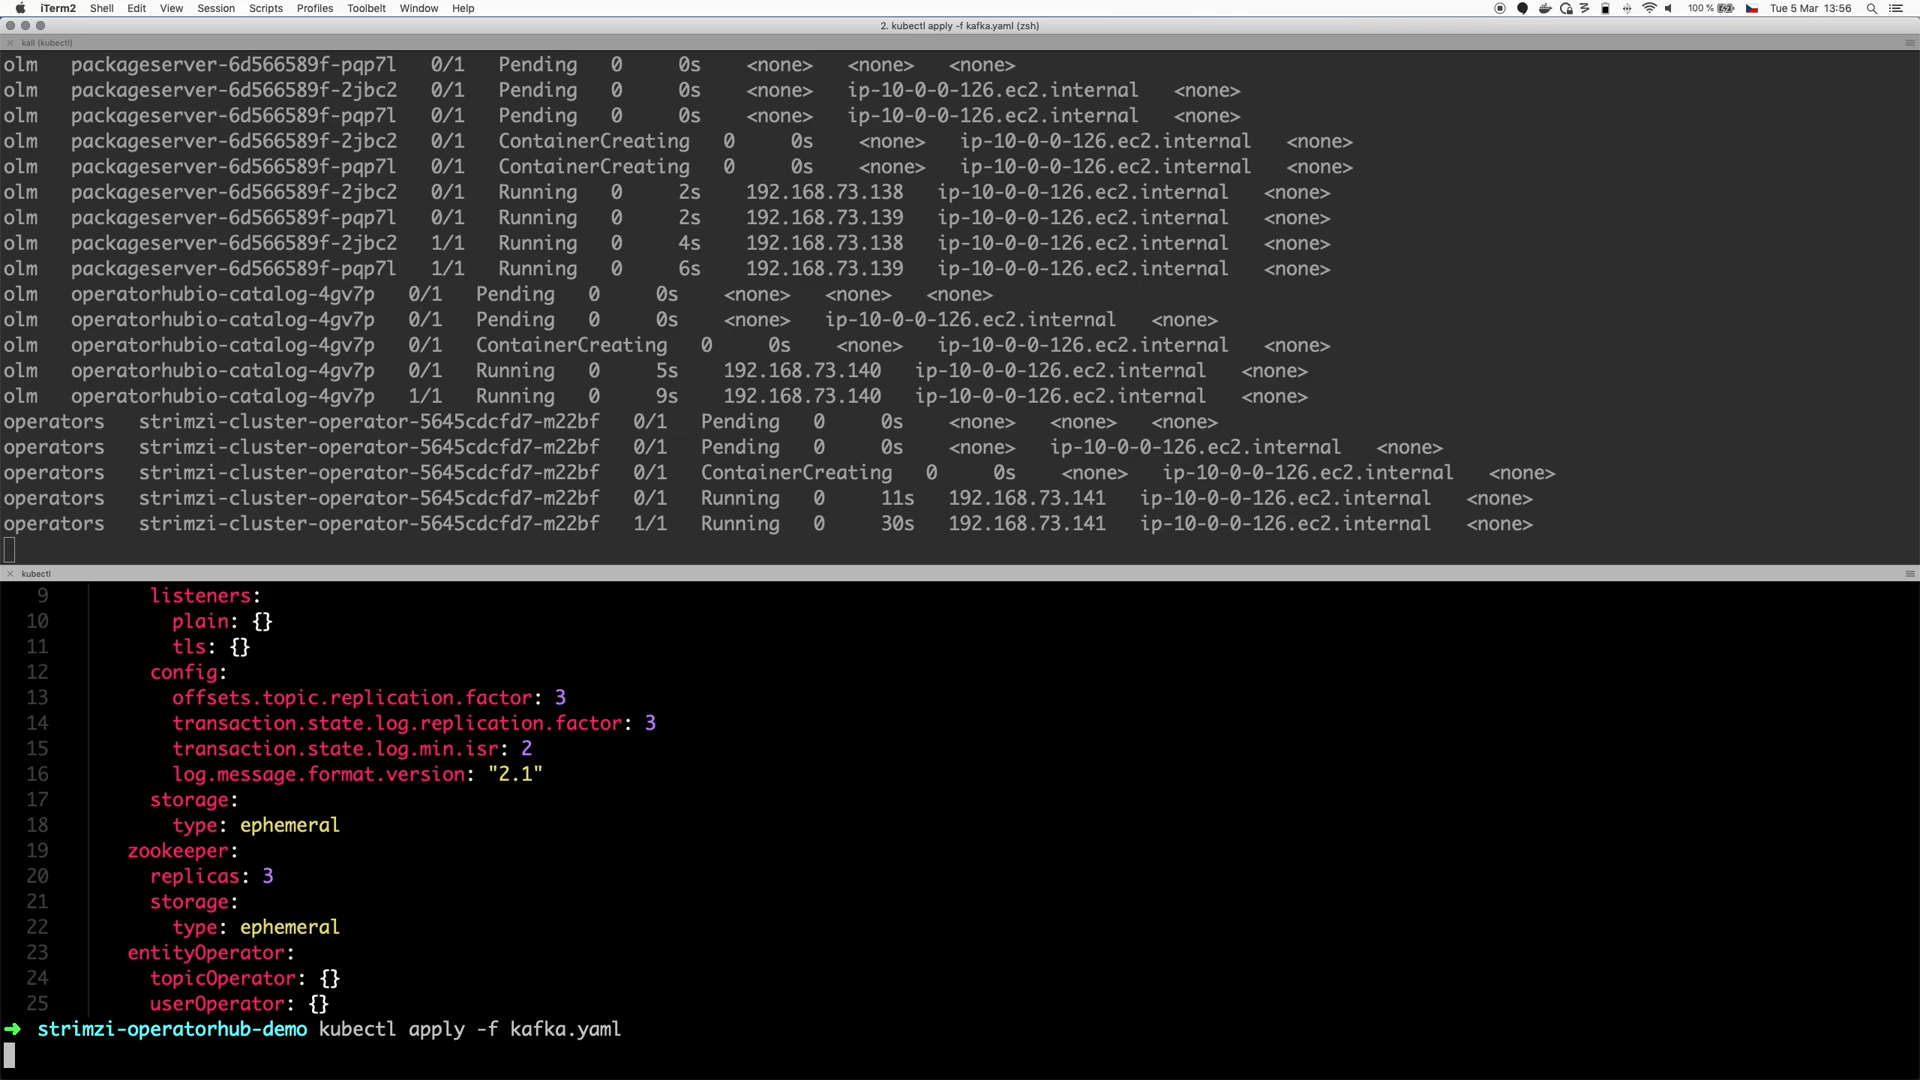 iTerm2 Shell Edit View Session Scripts Profiles Toolbelt Window Help 100 % Tue 5 Mar 13:56
2. kubectl apply -f kafka.yaml (zsh)
kall (kubectl)
olm packageserver-6d566589f-pqp7l 0/1 Pending 0 0s <none> <none> <none>
olm packageserver-6d566589f-2jbc2 0/1 Pending 0 0s <none> ip-10-0-0-126.ec2.internal <none>
olm packageserver-6d566589f-pqp7l 0/1 Pending 0 0s <none> ip-10-0-0-126.ec2.internal <none>
olm packageserver-6d566589f-2jbc2 0/1 ContainerCreating 0 0s <none> ip-10-0-0-126.ec2.internal <none>
olm packageserver-6d566589f-pqp7l 0/1 ContainerCreating 0 0s <none> ip-10-0-0-126.ec2.internal <none>
olm packageserver-6d566589f-2jbc2 0/1 Running 0 2s 192.168.73.138 ip-10-0-0-126.ec2.internal <none>
olm packageserver-6d566589f-pqp7l 0/1 Running 0 2s 192.168.73.139 ip-10-0-0-126.ec2.internal <none>
olm packageserver-6d566589f-2jbc2 1/1 Running 0 4s 192.168.73.138 ip-10-0-0-126.ec2.internal <none>
olm packageserver-6d566589f-pqp7l 1/1 Running 0 6s 192.168.73.139 ip-10-0-0-126.ec2.internal <none>
olm operatorhubio-catalog-4gv7p 0/1 Pending 0 0s <none> <none> <none>
olm operatorhubio-catalog-4gv7p 0/1 Pending 0 0s <none> ip-10-0-0-126.ec2.internal <none>
olm operatorhubio-catalog-4gv7p 0/1 ContainerCreating 0 0s <none> ip-10-0-0-126.ec2.internal <none>
olm operatorhubio-catalog-4gv7p 0/1 Running 0 5s 192.168.73.140 ip-10-0-0-126.ec2.internal <none>
olm operatorhubio-catalog-4gv7p 1/1 Running 0 9s 192.168.73.140 ip-10-0-0-126.ec2.internal <none>
operators strimzi-cluster-operator-5645cdcfd7-m22bf 0/1 Pending 0 0s <none> <none> <none>
operators strimzi-cluster-operator-5645cdcfd7-m22bf 0/1 Pending 0 0s <none> ip-10-0-0-126.ec2.internal <none>
operators strimzi-cluster-operator-5645cdcfd7-m22bf 0/1 ContainerCreating 0 0s <none> ip-10-0-0-126.ec2.internal <none>
operators strimzi-cluster-operator-5645cdcfd7-m22bf 0/1 Running 0 11s 192.168.73.141 ip-10-0-0-126.ec2.internal <none>
operators strimzi-cluster-operator-5645cdcfd7-m22bf 1/1 Running 0 30s 192.168.73.141 ip-10-0-0-126.ec2.internal <none>
kubectl
9 listeners:
10 plain: {}
11 tls: {}
12 config:
13 offsets.topic.replication.factor: 3
14 transaction.state.log.replication.factor: 3
15 transaction.state.log.min.isr: 2
16 log.message.format.version: "2.1"
17 storage:
18 type: ephemeral
19 zookeeper:
20 replicas: 3
21 storage:
22 type: ephemeral
23 entityOperator:
24 topicOperator: {}
25 userOperator: {}
➜ strimzi-operatorhub-demo kubectl apply -f kafka.yaml